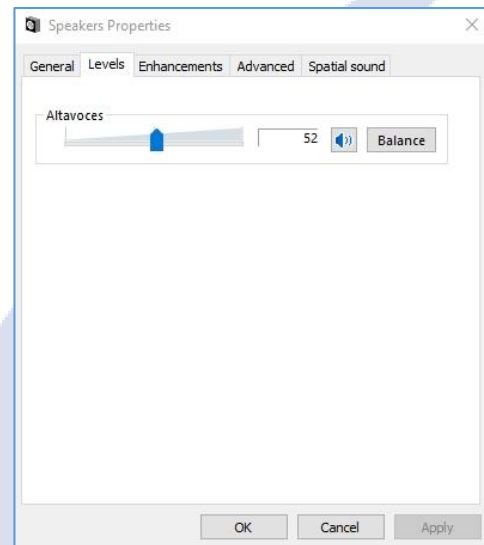 Speakers Properties
General Levels Enhancements Advanced Spatial sound
Altavoces
52 Balance
OK Cancel Apply